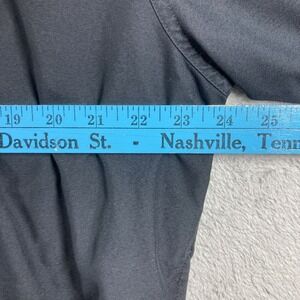 19 20 21 22 23 24 25
Davidson St. - Nashville, Tenn